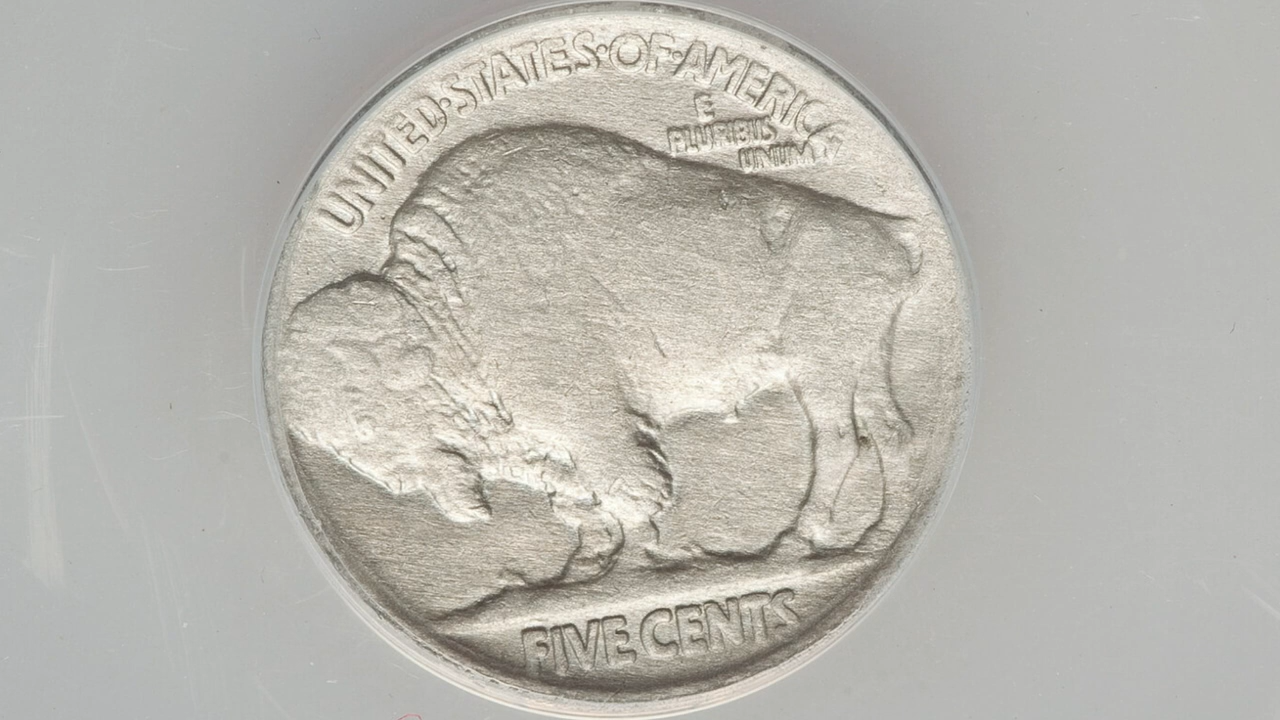 UNITED·STATES·OF·AMERICA
E
PLURIBUS
UNUM
FIVE CENTS